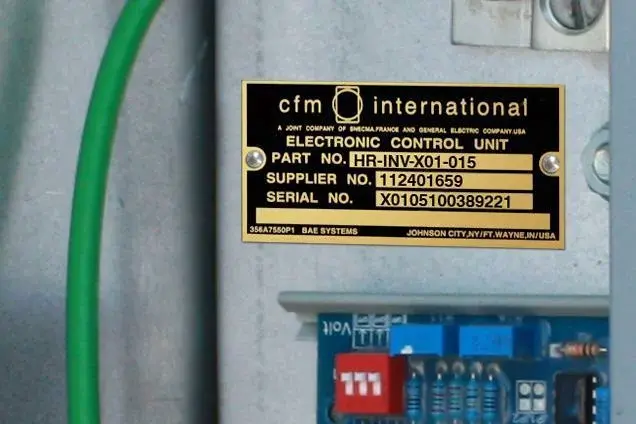 cfm international
A JOINT COMPANY OF SNECMA.FRANCE AND GENERAL ELECTRIC COMPANY.USA
ELECTRONIC CONTROL UNIT
PART NO. HR-INV-X01-015
SUPPLIER NO. 112401659
SERIAL NO. X0105100389221
356A7550P1 BAE SYSTEMS JOHNSON CITY,NY/FT.WAYNE,IN/USA
Volt